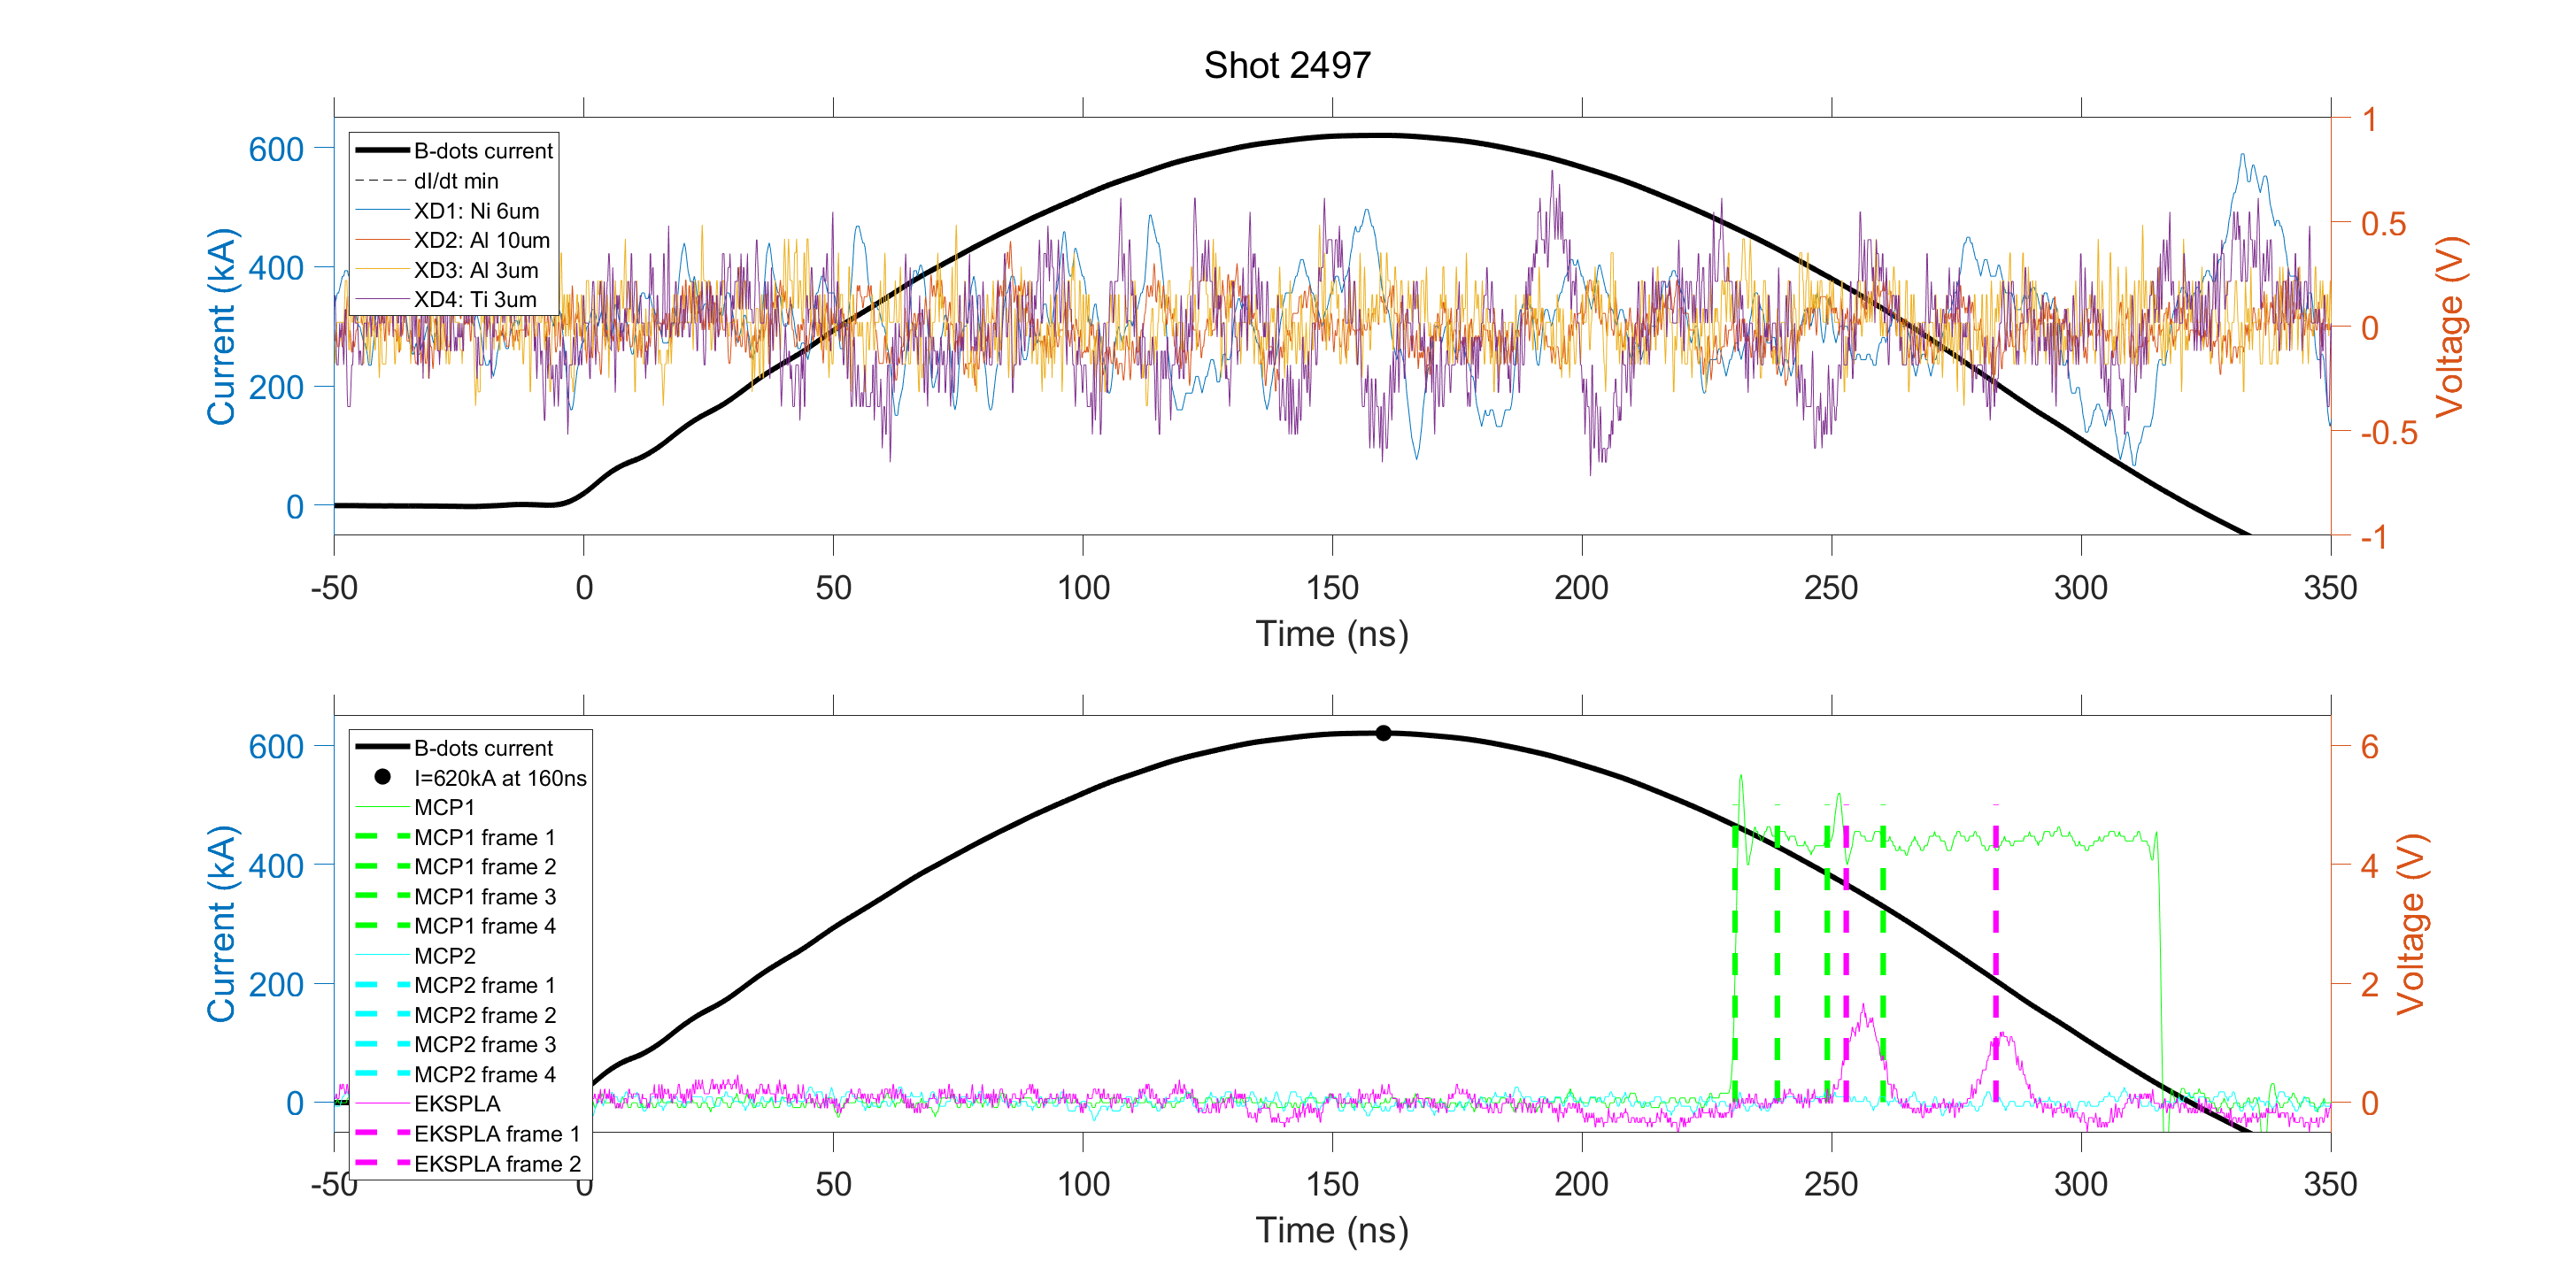 Shot 2497
600
400
200
0
Current (kA)
B-dots current
dI/dt min
XD1: Ni 6um
XD2: Al 10um
XD3: Al 3um
XD4: Ti 3um
1
0.5
0
-0.5
-1
Voltage (V)
-50 0 50 100 150 200 250 300 350
Time (ns)
600
400
200
0
Current (kA)
B-dots current
I=620kA at 160ns
MCP1
MCP1 frame 1
MCP1 frame 2
MCP1 frame 3
MCP1 frame 4
MCP2
MCP2 frame 1
MCP2 frame 2
MCP2 frame 3
MCP2 frame 4
EKSPLA
EKSPLA frame 1
EKSPLA frame 2
6
4
2
0
Voltage (V)
-50 0 50 100 150 200 250 300 350
Time (ns)